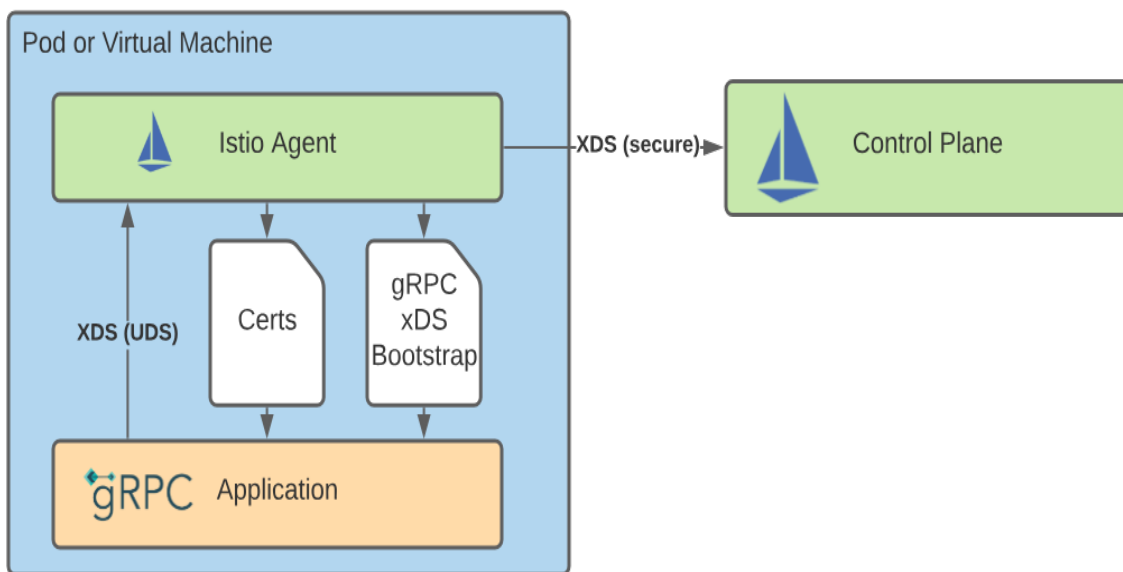 Pod or Virtual Machine
Istio Agent
XDS (secure)
Control Plane
Certs
gRPC
xDS
Bootstrap
XDS (UDS)
gRPC Application